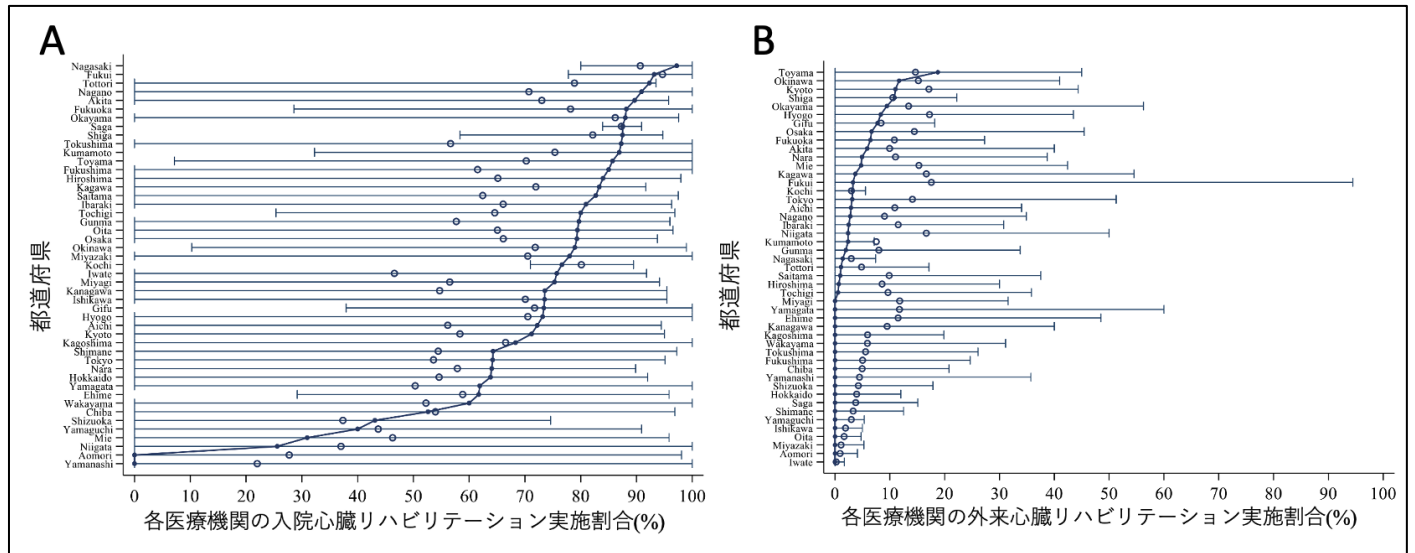 A
Nagasaki
Fukui
Tottori
Nagano
Akita
Fukuoka
Okayama
Saga
Shiga
Tokushima
Kumamoto
Toyama
Fukushima
Hiroshima
Kagawa
Saitama
Ibaraki
Tochigi
Gunma
Oita
Osaka
Okinawa
Miyazaki
Kochi
Iwate
Miyagi
Kanagawa
Ishikawa
Gifu
Hyogo
Aichi
Kyoto
Kagoshima
Shimane
Tokyo
Nara
Hokkaido
Yamagata
Ehime
Wakayama
Chiba
Shizuoka
Yamaguchi
Mie
Niigata
Aomori
Yamanashi
都道府県
0 10 20 30 40 50 60 70 80 90 100
各医療機関の入院心臓リハビリテーション実施割合(%)
B
Toyama
Okinawa
Kyoto
Shiga
Okayama
Hyogo
Gifu
Osaka
Fukuoka
Akita
Nara
Mie
Kagawa
Fukui
Kochi
Tokyo
Aichi
Nagano
Ibaraki
Niigata
Kumamoto
Gunma
Nagasaki
Tottori
Saitama
Hiroshima
Tochigi
Miyagi
Yamagata
Ehime
Kanagawa
Kagoshima
Wakayama
Tokushima
Fukushima
Chiba
Yamanashi
Shizuoka
Hokkaido
Saga
Shimane
Yamaguchi
Ishikawa
Oita
Miyazaki
Aomori
Iwate
都道府県
0 10 20 30 40 50 60 70 80 90 100
各医療機関の外来心臓リハビリテーション実施割合(%)